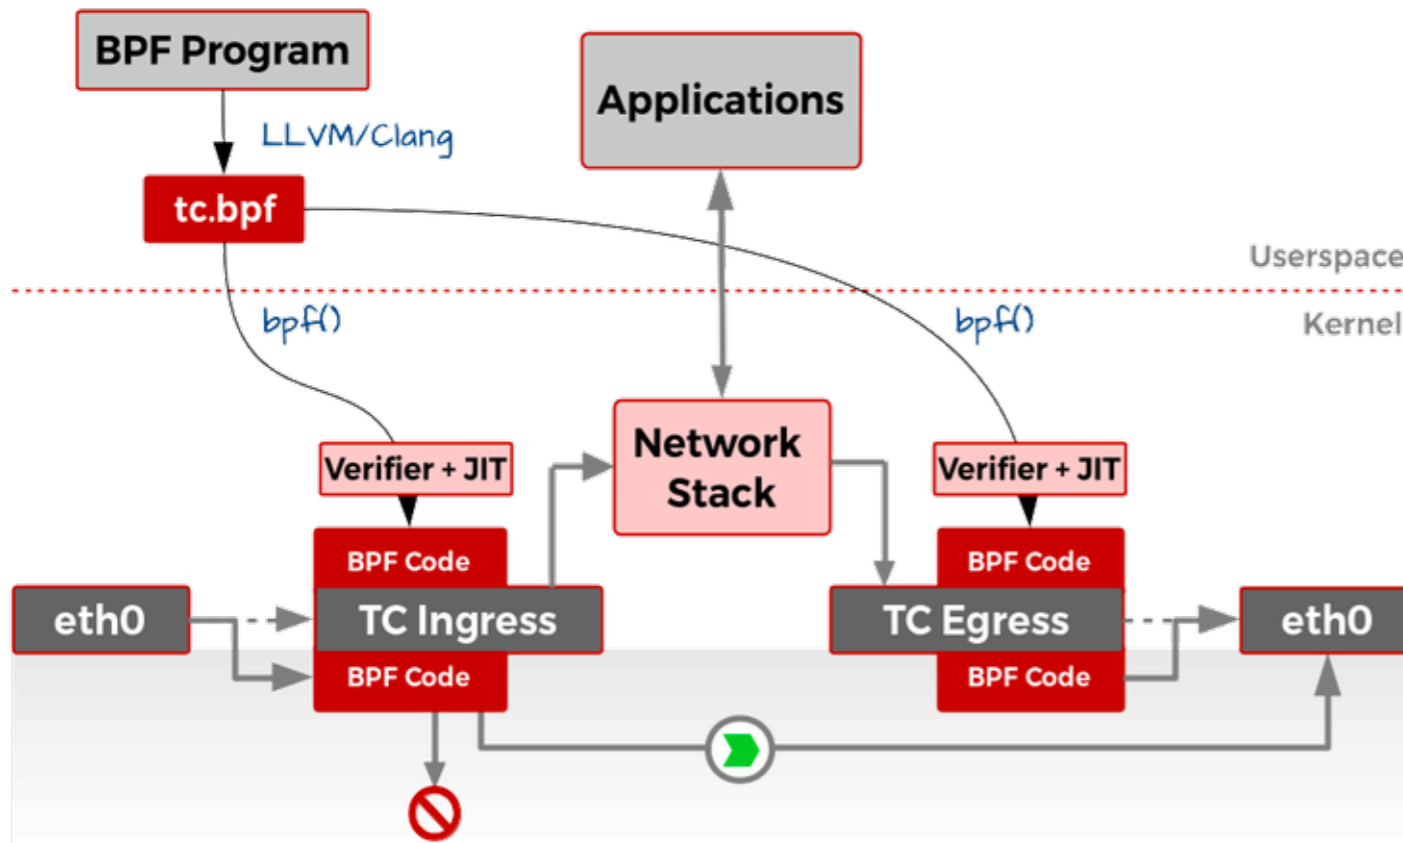 BPF Program
Applications
LLVM/Clang
tc.bpf
Userspace
bpf()
bpf()
Kernel
Network
Stack
Verifier + JIT
Verifier + JIT
BPF Code
BPF Code
eth0
TC Ingress
TC Egress
eth0
BPF Code
BPF Code